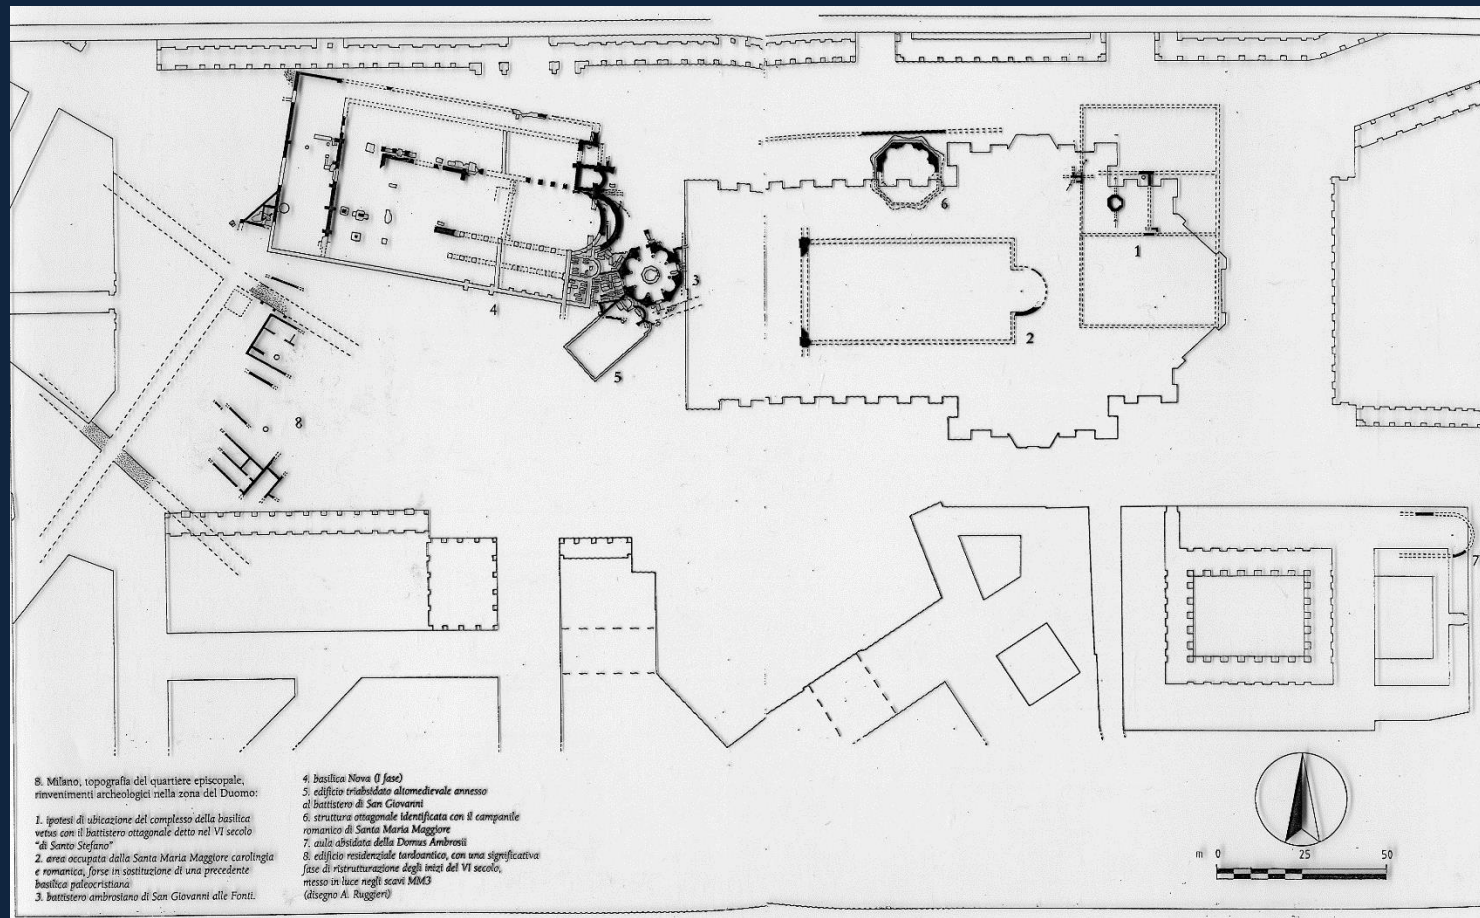 6
3
1
4
2
5
8
7
8. Milano, topografia del quartiere episcopale,
rinvenimenti archeologici nella zona del Duomo:
1. ipotesi di ubicazione del complesso della basilica
vetus con il battistero ottagonale detto nel VI secolo
"di Santo Stefano"
2. area occupata dalla Santa Maria Maggiore carolingia
e romanica, forse in sostituzione di una precedente
basilica paleocristiana
3. battistero ambrosiano di San Giovanni alle Fonti.
4. basilica Nova (I fase)
5. edificio triabsidato altomedievale annesso
al battistero di San Giovanni
6. struttura ottagonale identificata con il campanile
romanico di Santa Maria Maggiore
7. aula absidata della Domus Ambrosii
8. edificio residenziale tardoantico, con una significativa
fase di ristrutturazione degli inizi del VI secolo,
messo in luce negli scavi MM3
(disegno A. Ruggieri)
m 0 25 50